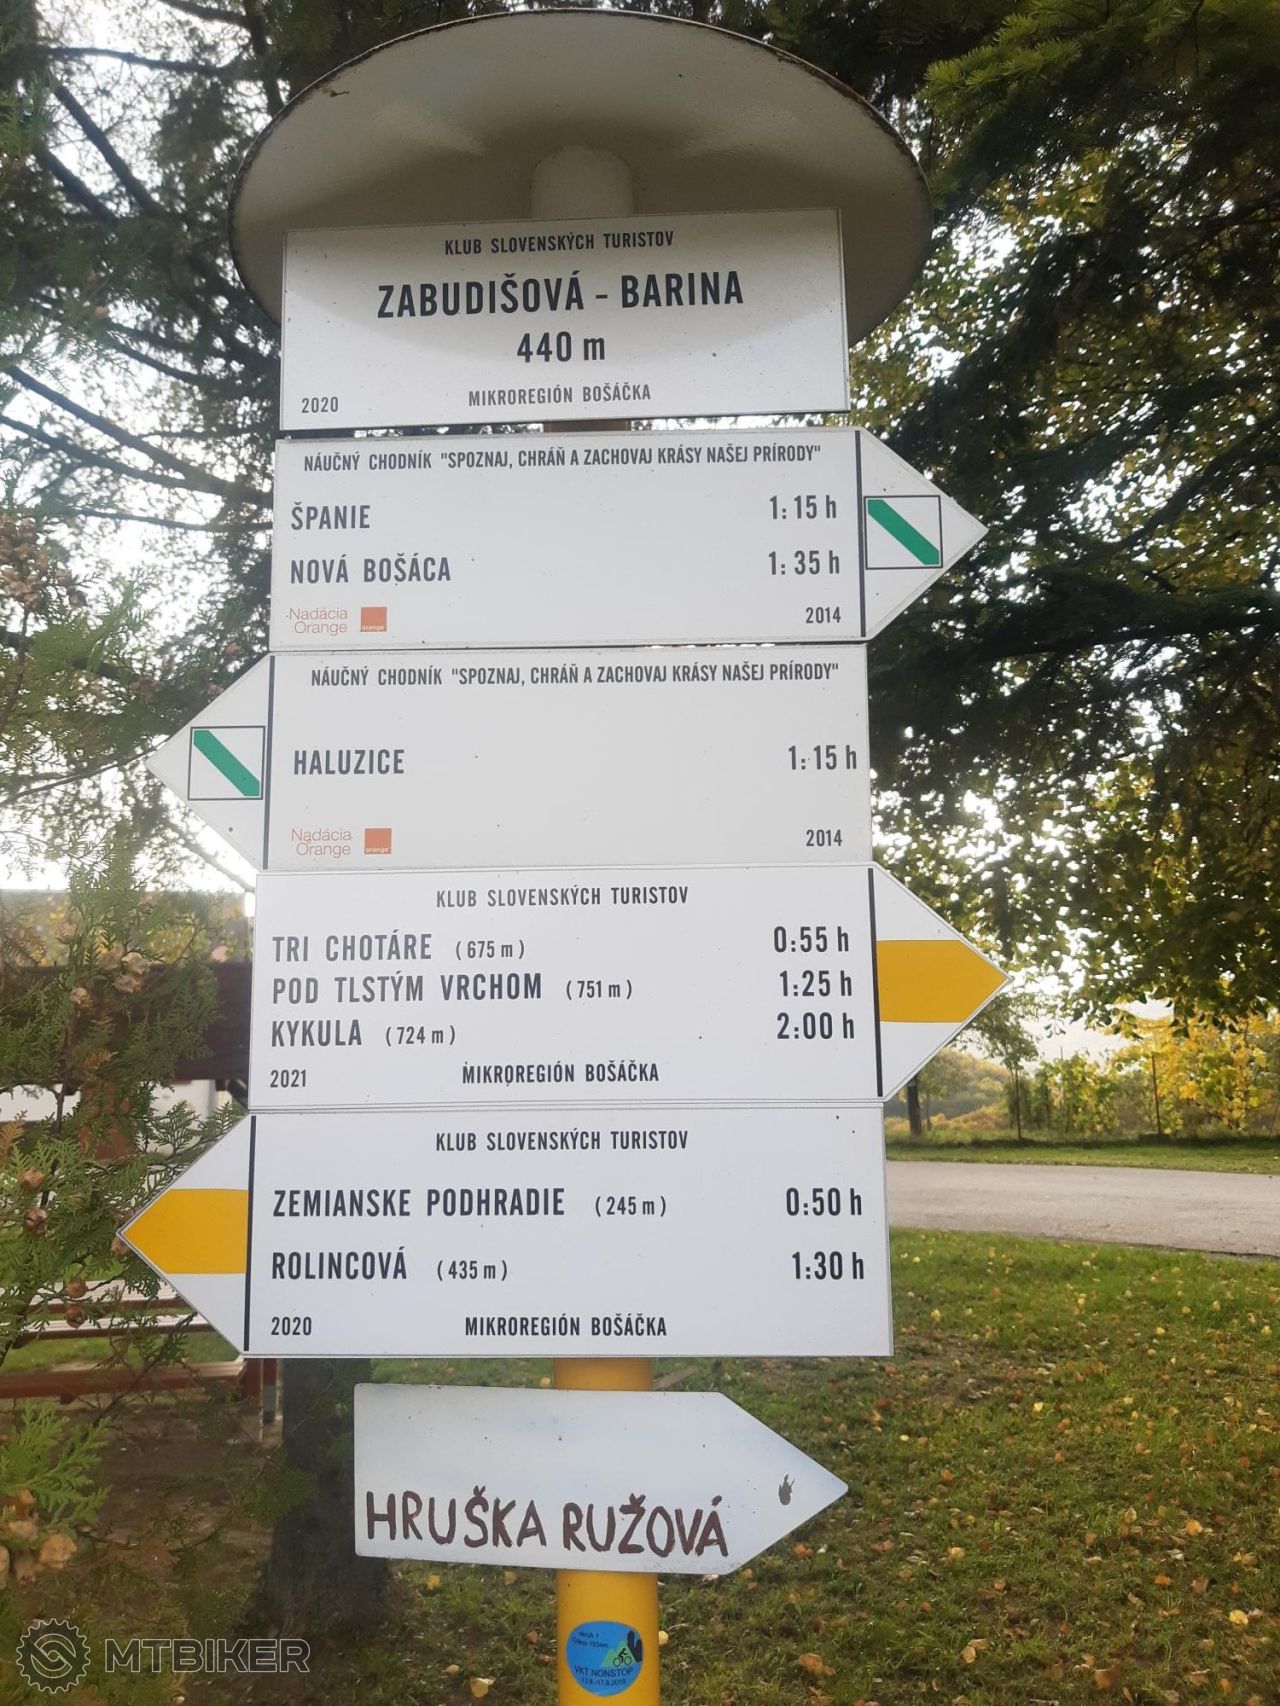 KLUB SLOVENSKÝCH TURISTOV
ZABUDIŠOVÁ - BARINA
440 m
2020 MIKROREGIÓN BOŠÁČKA
NÁUČNÝ CHODNÍK "SPOZNAJ, CHRÁŇ A ZACHOVAJ KRÁSY NAŠEJ PRÍRODY"
ŠPANIE 1:15 h
NOVÁ BOŠÁCA 1:35 h
Nadácia
Orange orange 2014
NÁUČNÝ CHODNÍK "SPOZNAJ, CHRÁŇ A ZACHOVAJ KRÁSY NAŠEJ PRÍRODY"
HALUZICE 1:15 h
Nadácia
Orange orange 2014
KLUB SLOVENSKÝCH TURISTOV
TRI CHOTÁRE (675 m) 0:55 h
POD TLSTÝM VRCHOM (751 m) 1:25 h
KYKULA (724 m) 2:00 h
2021 MIKROREGIÓN BOŠÁČKA
KLUB SLOVENSKÝCH TURISTOV
ZEMIANSKE PODHRADIE (245 m) 0:50 h
ROLINCOVÁ (435 m) 1:30 h
2020 MIKROREGIÓN BOŠÁČKA
HRUŠKA RUŽOVÁ
okruh 1
VKT NONSTOP
MTBIKER